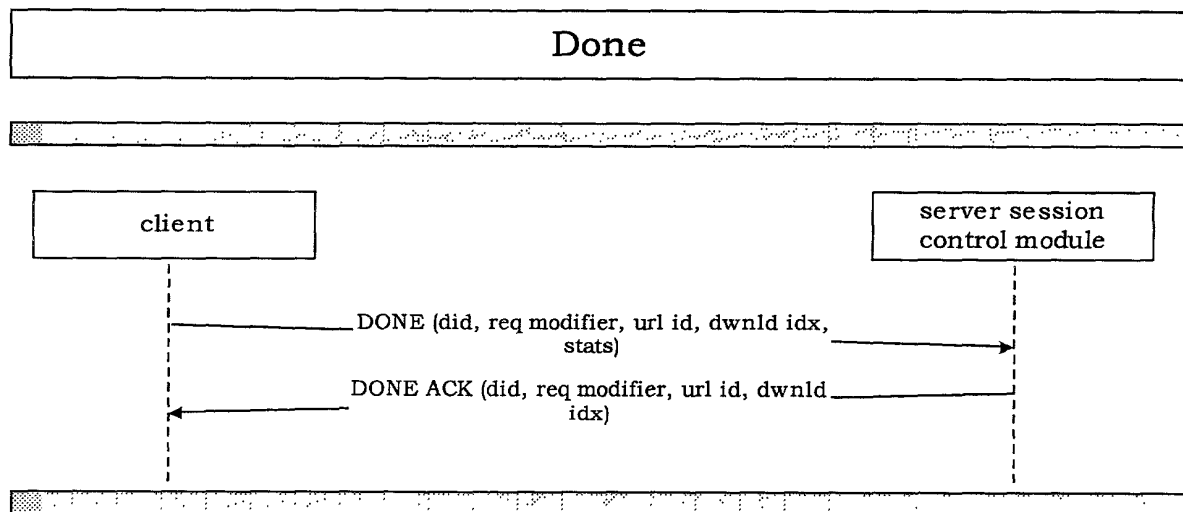 Done
client
server session
control module
DONE (did, req modifier, url id, dwnld idx,
stats)
DONE ACK (did, req modifier, url id, dwnld
idx)